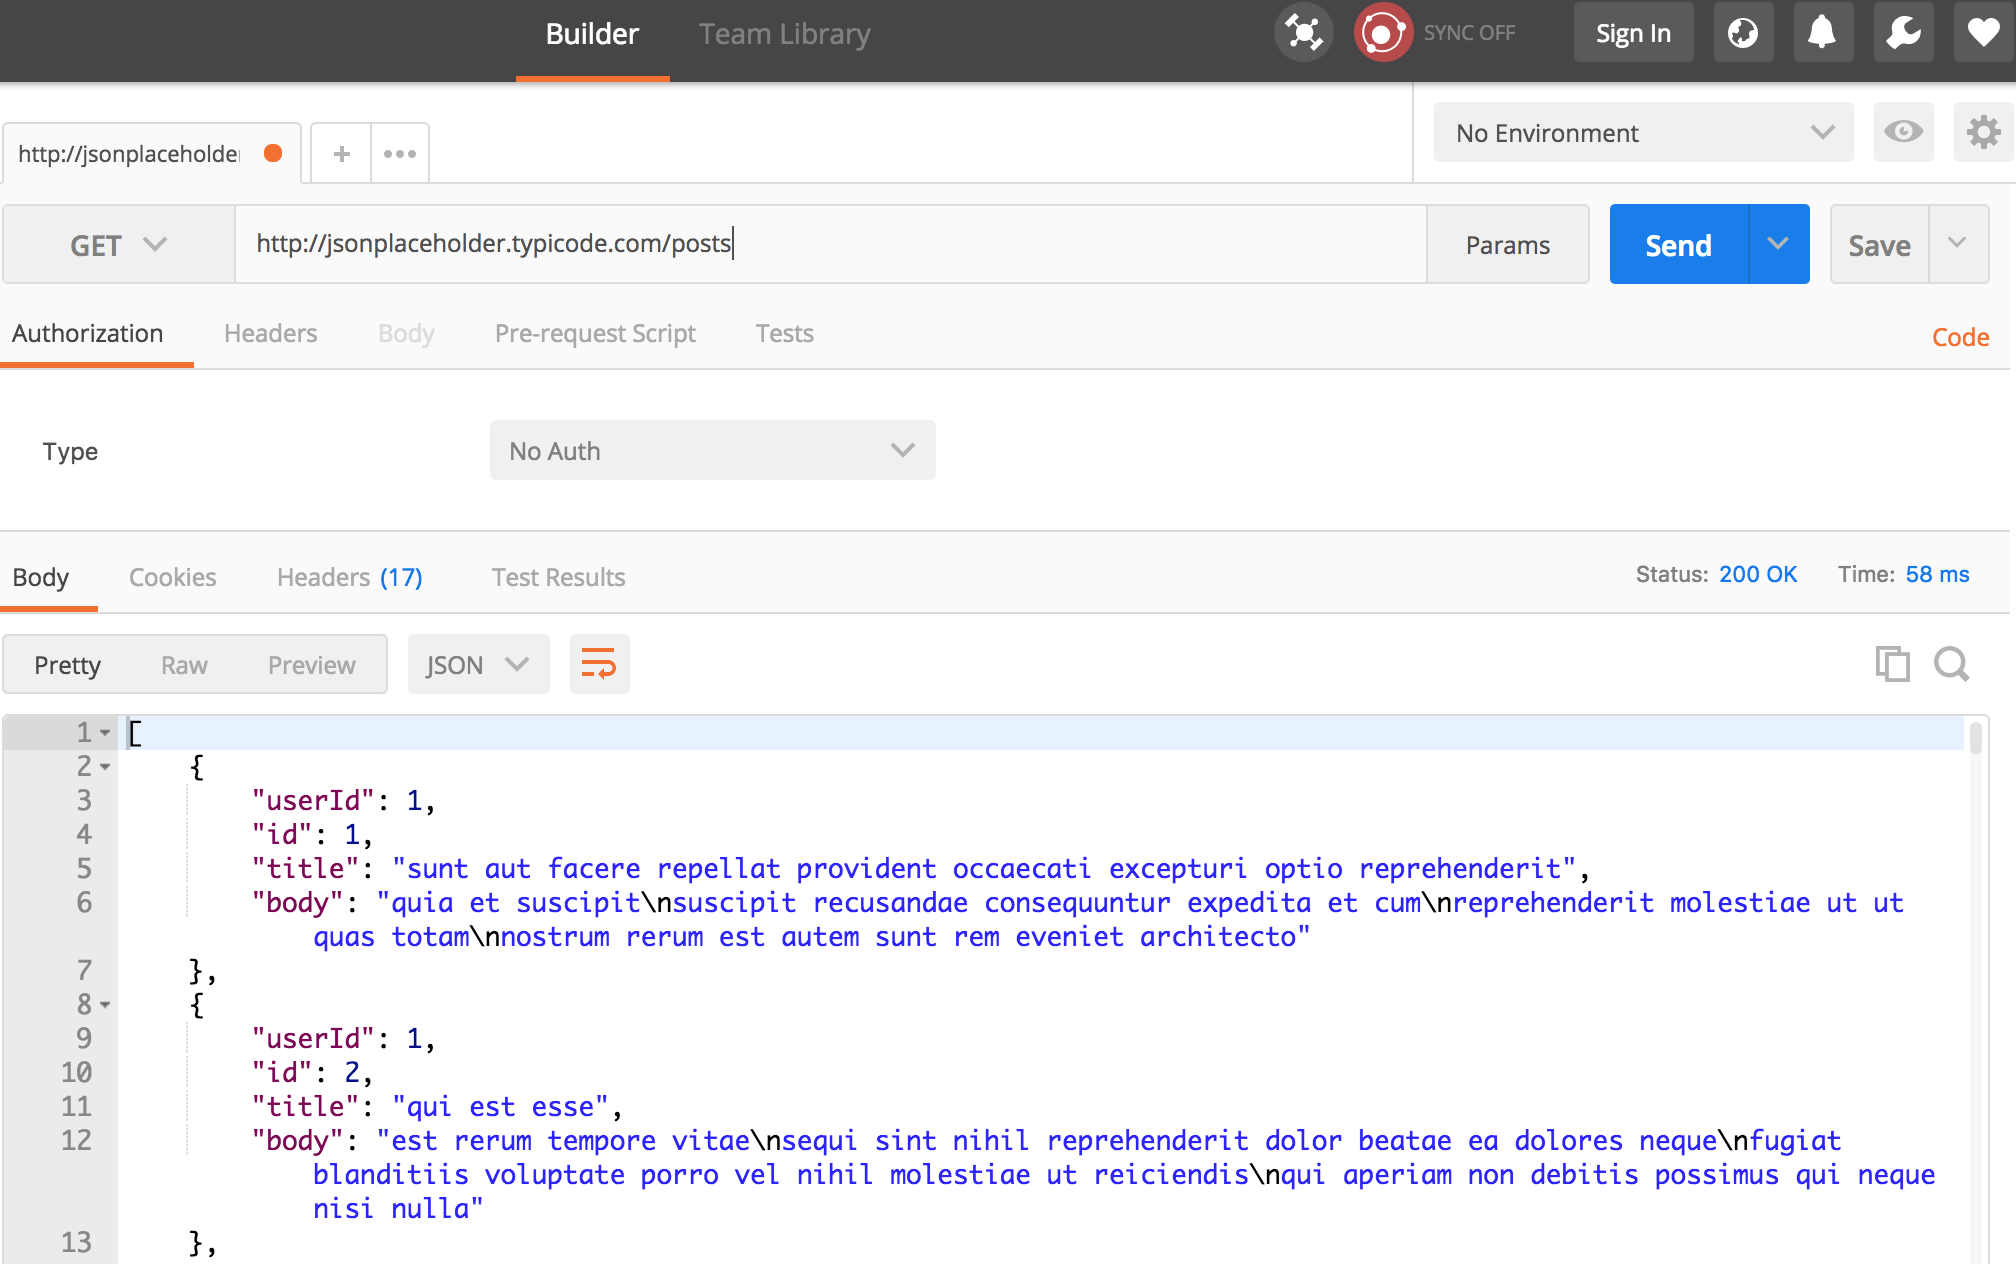 Builder Team Library SYNC OFF Sign In
http://jsonplaceholde + ••• No Environment
GET http://jsonplaceholder.typicode.com/posts Params Send Save
Authorization Headers Body Pre-request Script Tests Code
Type No Auth
Body Cookies Headers (17) Test Results Status: 200 OK Time: 58 ms
Pretty Raw Preview JSON
1 [
2 {
3 "userId": 1,
4 "id": 1,
5 "title": "sunt aut facere repellat provident occaecati excepturi optio reprehenderit",
6 "body": "quia et suscipit\nsuscipit recusandae consequuntur expedita et cum\nreprehenderit molestiae ut ut
quas totam\nnostrum rerum est autem sunt rem eveniet architecto"
7 },
8 {
9 "userId": 1,
10 "id": 2,
11 "title": "qui est esse",
12 "body": "est rerum tempore vitae\nsequi sint nihil reprehenderit dolor beatae ea dolores neque\nfugiat
blanditiis voluptate porro vel nihil molestiae ut reiciendis\nqui aperiam non debitis possimus qui neque
nisi nulla"
13 },